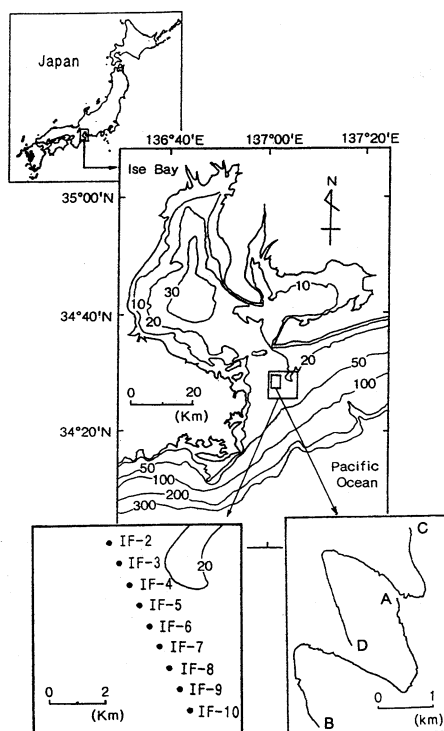 Japan
136°40'E
137°00'E
137°20'E
Ise Bay
N
35°00'N
10
30
10
20
34°40'N
20
50
100
0
20
(Km)
34°20'N
Pacific
Ocean
50
100
200
300
IF-2
IF-3
IF-4
20
IF-5
IF-6
IF-7
IF-8
IF-9
IF-10
0
2
(Km)
C
A
D
B
0
1
(km)